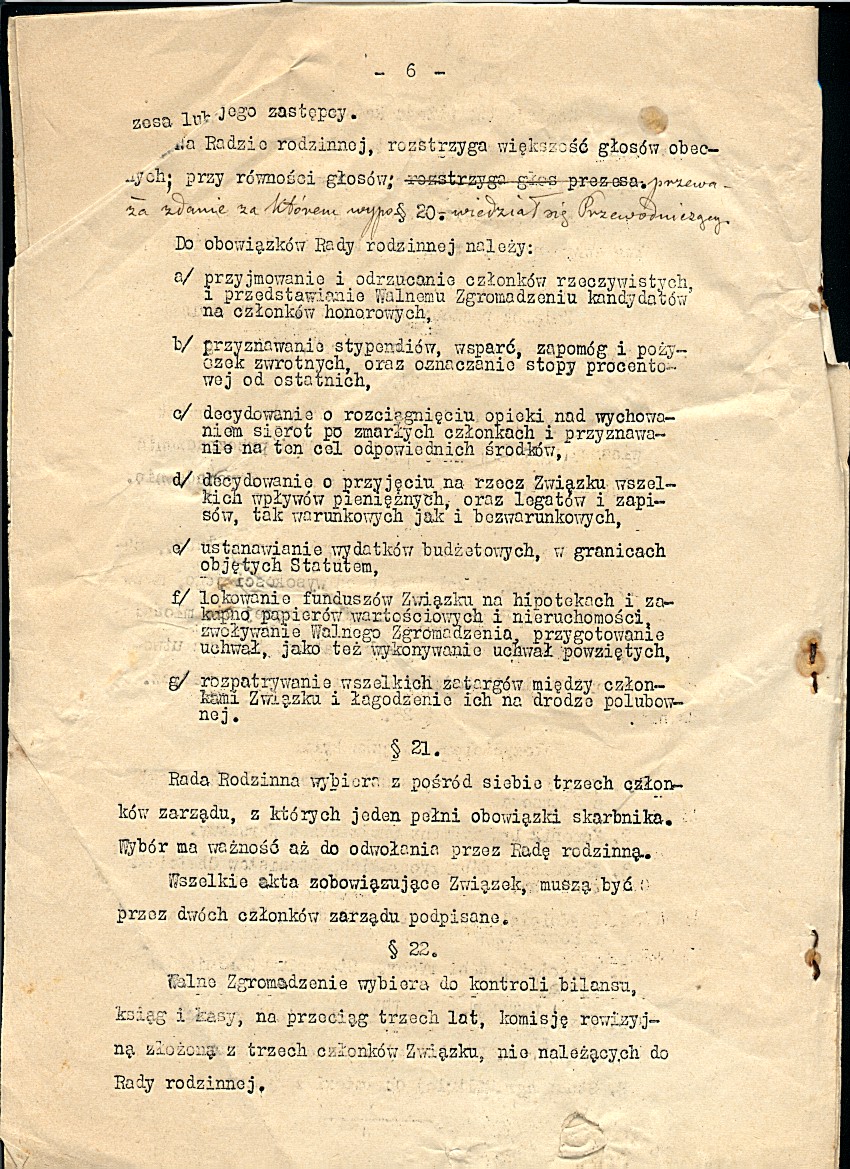 - 6 -
zesa lub jego zastępcy.
Na Radzie rodzinnej, rozstrzyga większość głosów obec-
nych; przy równości głosów; rozstrzyga głos prezesa. przewa-
ża zdanie za którem wypo§ 20.-wiedział się Przewodniczący.
Do obowiązków Rady rodzinnej należy:
a/ przyjmowanie i odrzucanie członków rzeczywistych,
i przedstawianie Walnemu Zgromadzeniu kandydatów
na członków honorowych,
b/ przyznawanie stypendiów, wsparć, zapomóg i poży-
czek zwrotnych, oraz oznaczanie stopy procento-
wej od ostatnich,
c/ decydowanie o rozciągnięciu opieki nad wychowa-
niem sierot po zmarłych członkach i przyznawa-
nie na ten cel odpowiednich środków,
d/ decydowanie o przyjęciu na rzecz Związku wszel-
kich wpływów pieniężnych, oraz legatów i zapi-
sów, tak warunkowych jak i bezwarunkowych,
e/ ustanawianie wydatków budżetowych, w granicach
objętych Statutem,
f/ lokowanie funduszów Związku na hipotekach i za-
kupno papierów wartościowych i nieruchomości,
zwoływanie Walnego Zgromadzenia, przygotowanie
uchwał, jako też wykonywanie uchwał powziętych,
g/ rozpatrywanie wszelkich zatargów między człon-
kami Związku i łagodzenie ich na drodze polubow-
nej.
§ 21.
Rada Rodzinna wybiera z pośród siebie trzech człon-
ków zarządu, z których jeden pełni obowiązki skarbnika.
Wybór ma ważność aż do odwołania przez Radę rodzinną.
Wszelkie akta zobowiązujące Związek, muszą być
przez dwóch członków zarządu podpisane.
§ 22.
Walne Zgromadzenie wybiera do kontroli bilansu,
ksiąg i kasy, na przeciąg trzech lat, komisję rewizyj-
ną złożoną z trzech członków Związku, nie należących do
Rady rodzinnej.